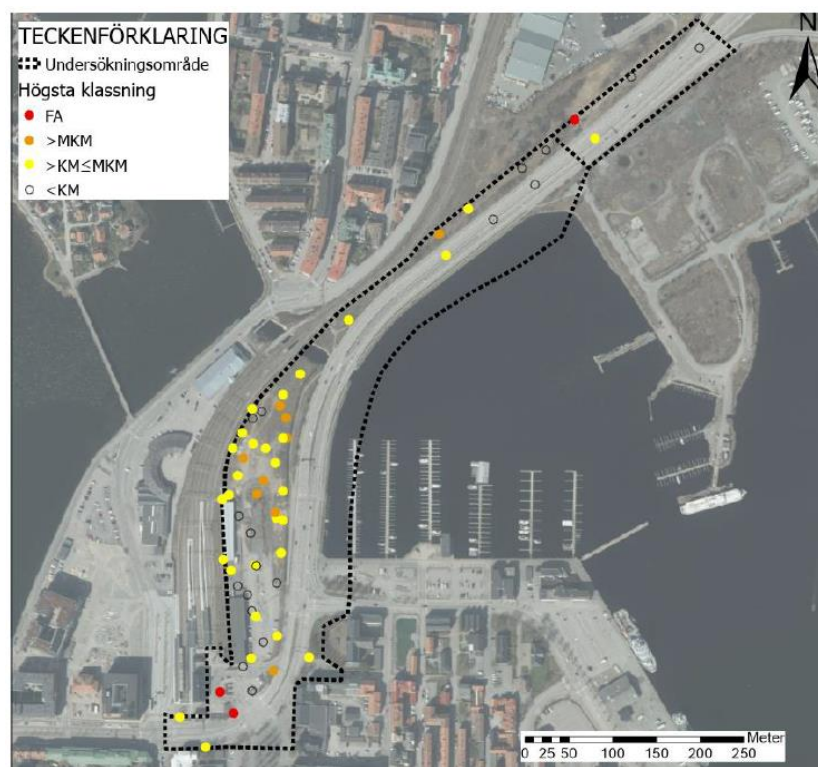 TECKENFÖRKLARING
Undersökningsområde
Högsta klassning
FA
>MKM
>KM≤MKM
<KM
N
Meter
0 25 50 100 150 200 250